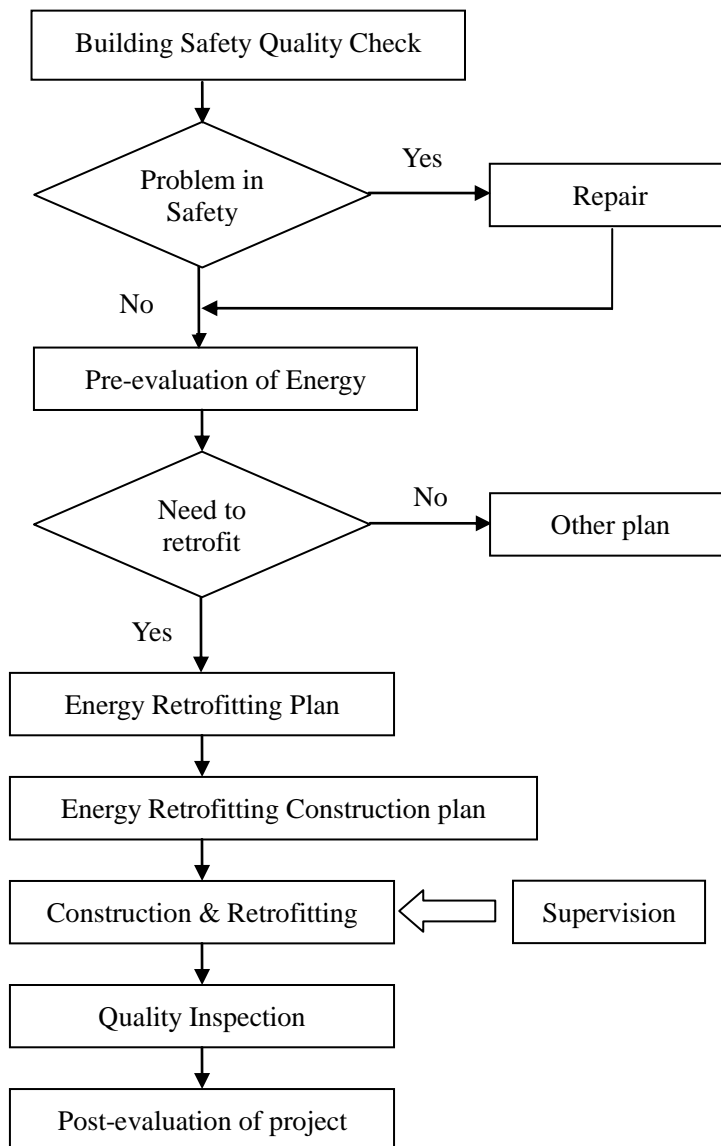 Building Safety Quality Check
Problem in
Safety
Yes
Repair
No
Pre-evaluation of Energy
Need to
retrofit
No
Other plan
Yes
Energy Retrofitting Plan
Energy Retrofitting Construction plan
Construction & Retrofitting
Supervision
Quality Inspection
Post-evaluation of project